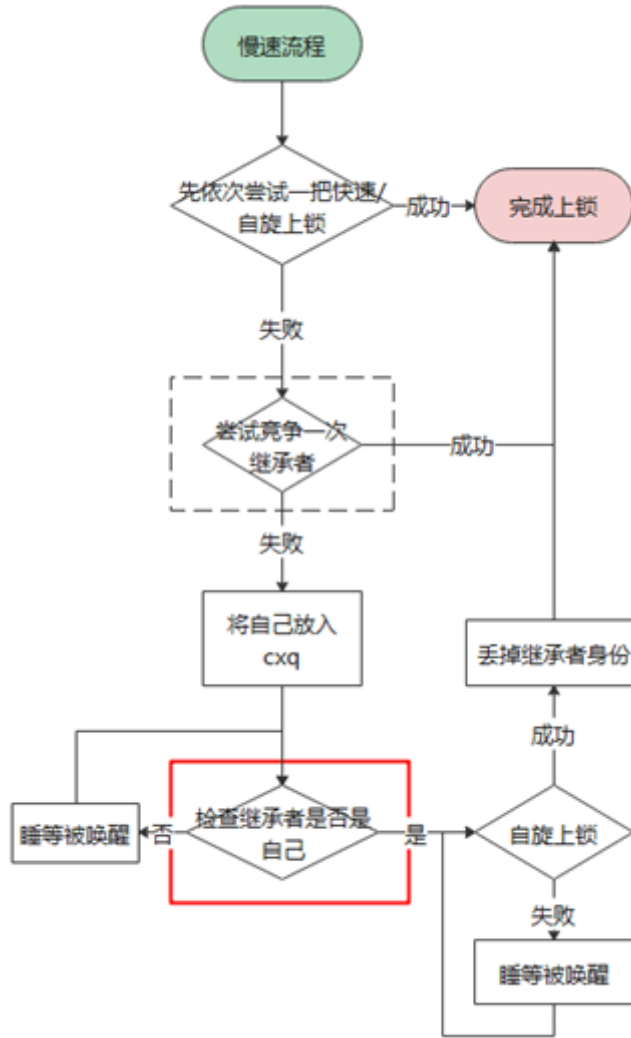 慢速流程
先依次尝试一把快速/
自旋上锁
成功
完成上锁
失败
尝试竞争一次
继承者
成功
失败
将自己放入
cxq
丢掉继承者身份
成功
睡等被唤醒
否
检查继承者是否是
自己
是
自旋上锁
失败
睡等被唤醒